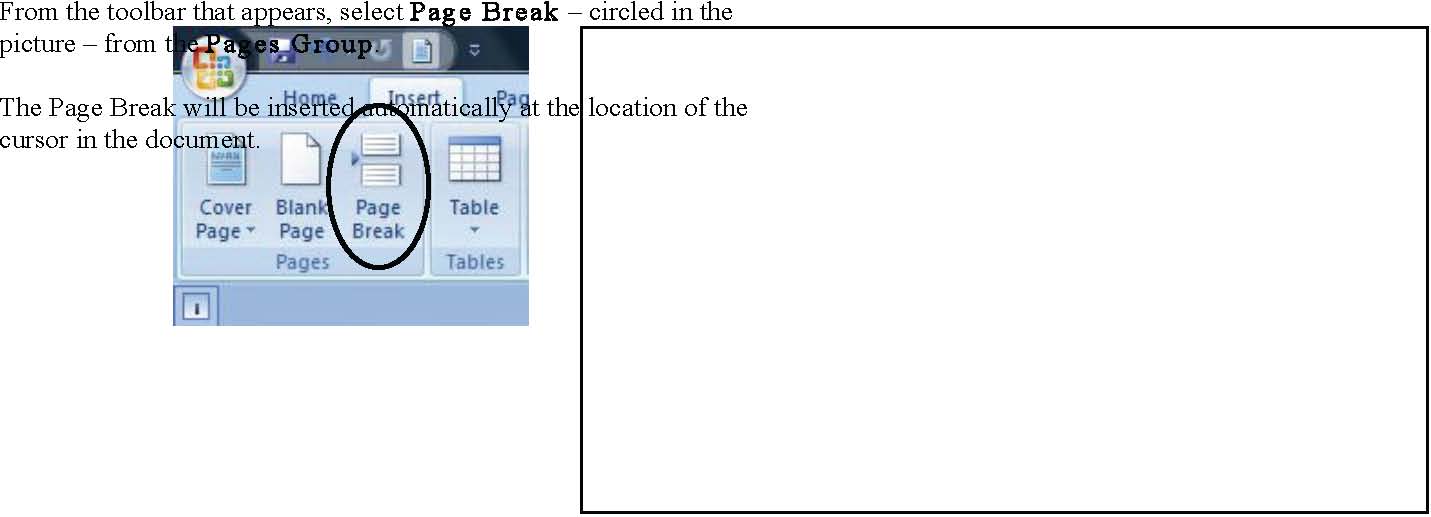 From the toolbar that appears, select Page Break – circled in the
picture – from the Pages Group.
The Page Break will be inserted automatically at the location of the
cursor in the document.
Home Insert Pag
Cover Page
Blank Page
Page Break
Table
Pages
Tables